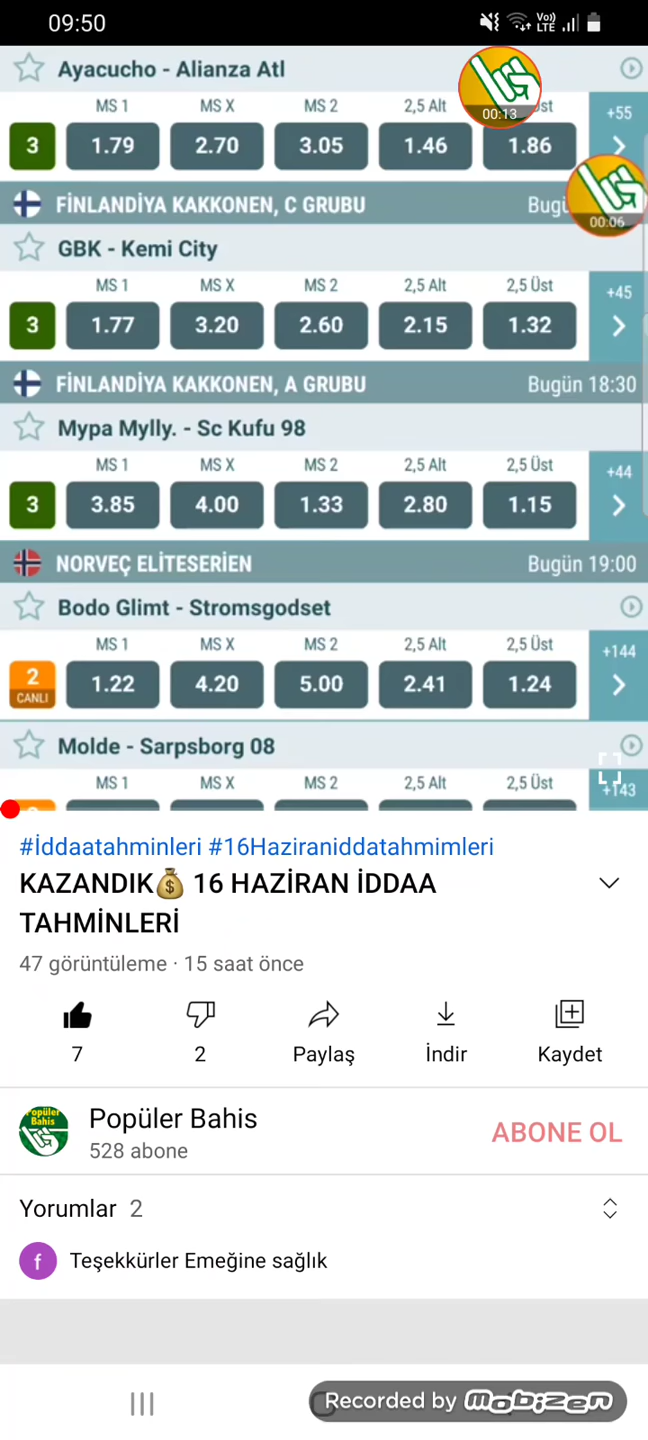 09:50
Vo)) LTE
Ayacucho - Alianza Atl
MS 1 MS X MS 2 2,5 Alt
3 1.79 2.70 3.05 1.46 1.86 +55
00:13
FİNLANDİYA KAKKONEN, C GRUBU
00:06
GBK - Kemi City
MS 1 MS X MS 2 2,5 Alt 2,5 Üst
3 1.77 3.20 2.60 2.15 1.32 +45
FİNLANDİYA KAKKONEN, A GRUBU Bugün 18:30
Mypa Mylly. - Sc Kufu 98
MS 1 MS X MS 2 2,5 Alt 2,5 Üst
3 3.85 4.00 1.33 2.80 1.15 +44
NORVEÇ ELİTESERİEN Bugün 19:00
Bodo Glimt - Stromsgodset
MS 1 MS X MS 2 2,5 Alt 2,5 Üst
2 CANLI 1.22 4.20 5.00 2.41 1.24 +144
Molde - Sarpsborg 08
MS 1 MS X MS 2 2,5 Alt 2,5 Üst +143
#İddaatahminleri #16Haziraniddatahmimleri
KAZANDIK💰 16 HAZİRAN İDDAA
TAHMİNLERİ
47 görüntüleme · 15 saat önce
7 2 Paylaş İndir Kaydet
Popüler Bahis
Popüler Bahis
528 abone
ABONE OL
Yorumlar 2
f Teşekkürler Emeğine sağlık
Recorded by mobizen